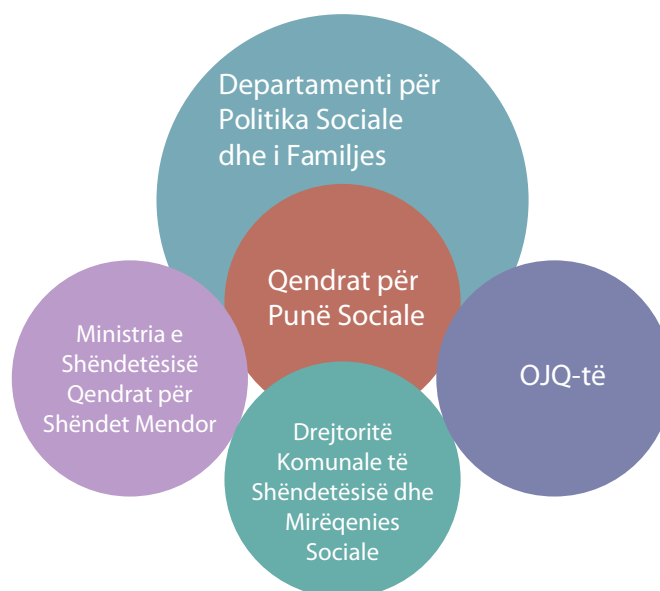 Departamenti për
Politika Sociale
dhe i Familjes
Qendrat për
Punë Sociale
Ministria e
Shëndetësisë
Qendrat për
Shëndet Mendor
OJQ-të
Drejtoritë
Komunale të
Shëndetësisë dhe
Mirëqenies
Sociale